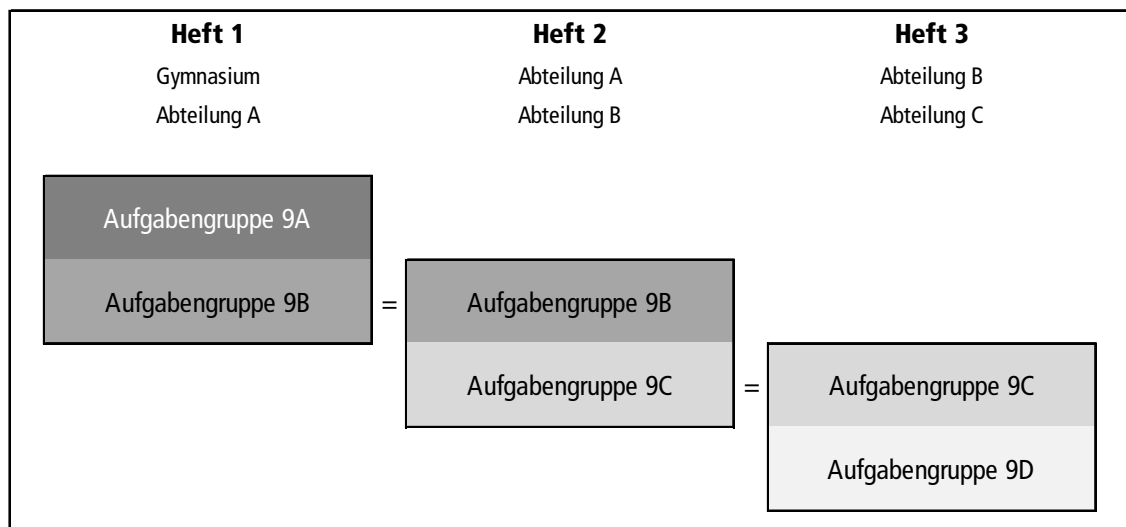 Heft 1
Gymnasium
Abteilung A
Heft 2
Abteilung A
Abteilung B
Heft 3
Abteilung B
Abteilung C
Aufgabengruppe 9A
Aufgabengruppe 9B = Aufgabengruppe 9B
Aufgabengruppe 9C = Aufgabengruppe 9C
Aufgabengruppe 9D